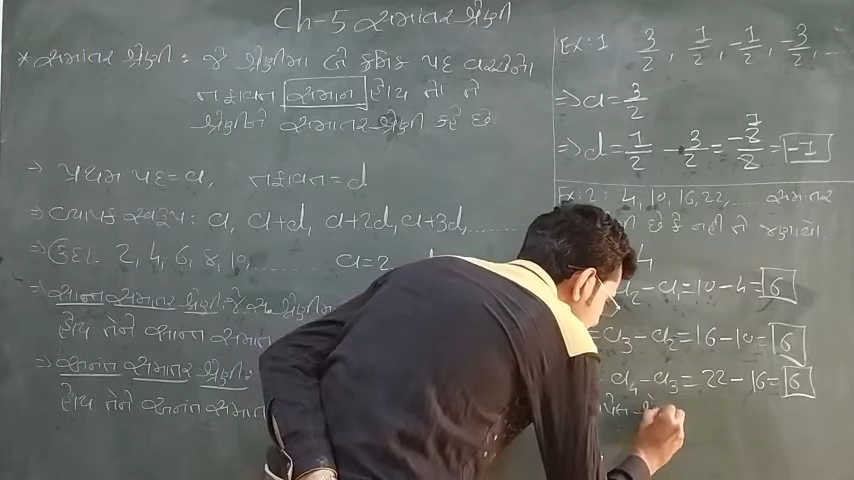 Ch-5 સમાંતર શ્રેણી
* સમાંતર શ્રેણી : જે શ્રેણીમા બે ક્રમિક પદ વચ્ચેનો
તફાવત સમાન હોય તો તે
શ્રેણીને સમાંતર શ્રેણી કહે છે
→ પ્રથમ પદ = a, તફાવત = d
⇒ વ્યાપક સ્વરૂપ : a, a+d, a+2d, a+3d, ......
⇒ ઉદા. 2, 4, 6, 8, 10, ........ a = 2
⇒ સાન્ત સમાંતર શ્રેણી
હોય તેને સાન્ત સમાંત
⇒ અનંત સમાંતર શ્રેણી :
હોય તેને અનંત સમાં
Ex: 1 3/2, 1/2, -1/2, -3/2, ...
⇒ a = 3/2
⇒ d = 1/2 - 3/2 = -2/2 = -1
Ex: 2 : 4, 10, 16, 22, .... સમાંતર
છે કે નહીં તે જણાવો.
4
a₂ - a₁ = 10 - 4 = 6
a₃ - a₂ = 16 - 10 = 6
a₄ - a₃ = 22 - 16 = 6